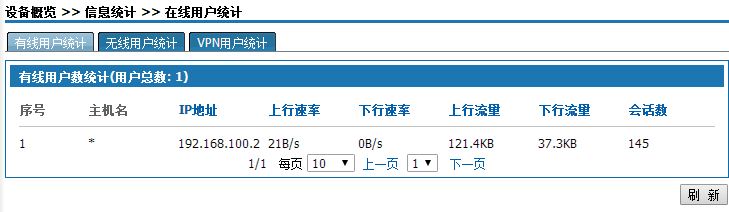 设备概览 >> 信息统计 >> 在线用户统计
有线用户统计 无线用户统计 VPN用户统计
有线用户数统计(用户总数: 1)
序号 主机名 IP地址 上行速率 下行速率 上行流量 下行流量 会话数
1 * 192.168.100.2 21B/s 0B/s 121.4KB 37.3KB 145
1/1 每页 10 上一页 1 下一页
刷 新